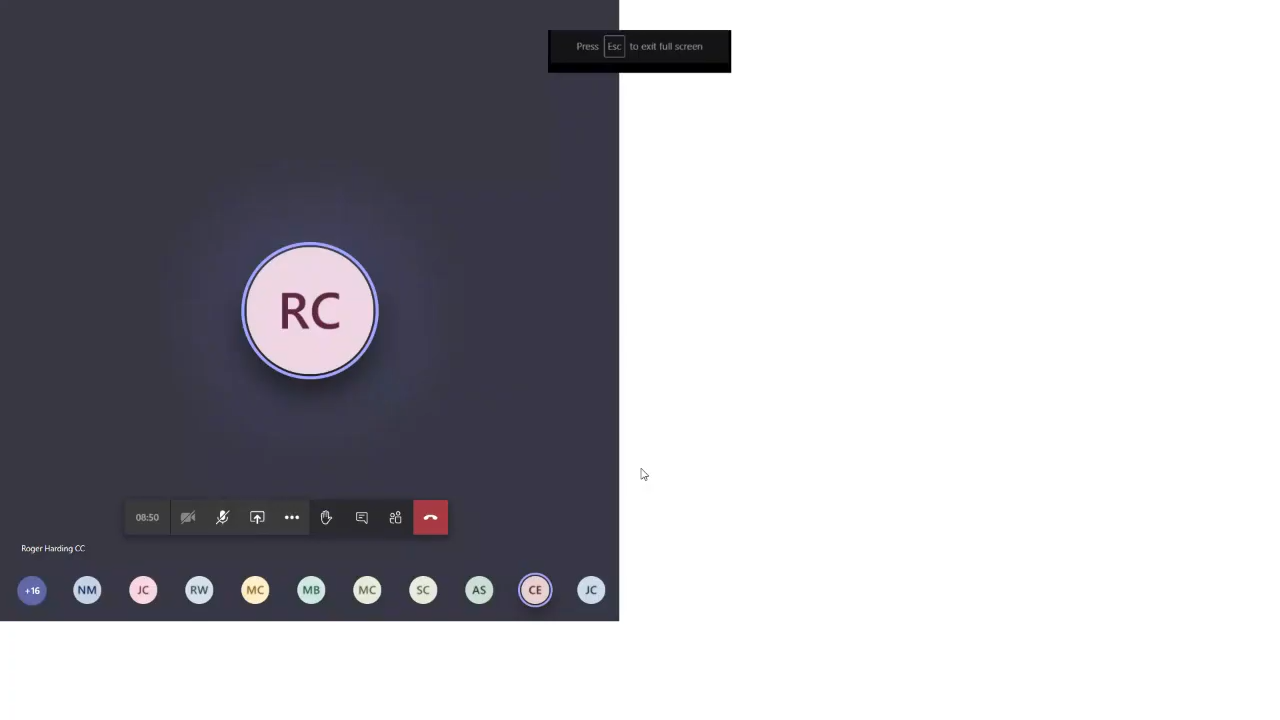 Press Esc to exit full screen
RC
08:50
Roger Harding CC
+16 NM JC RW MC MB MC SC AS CE JC